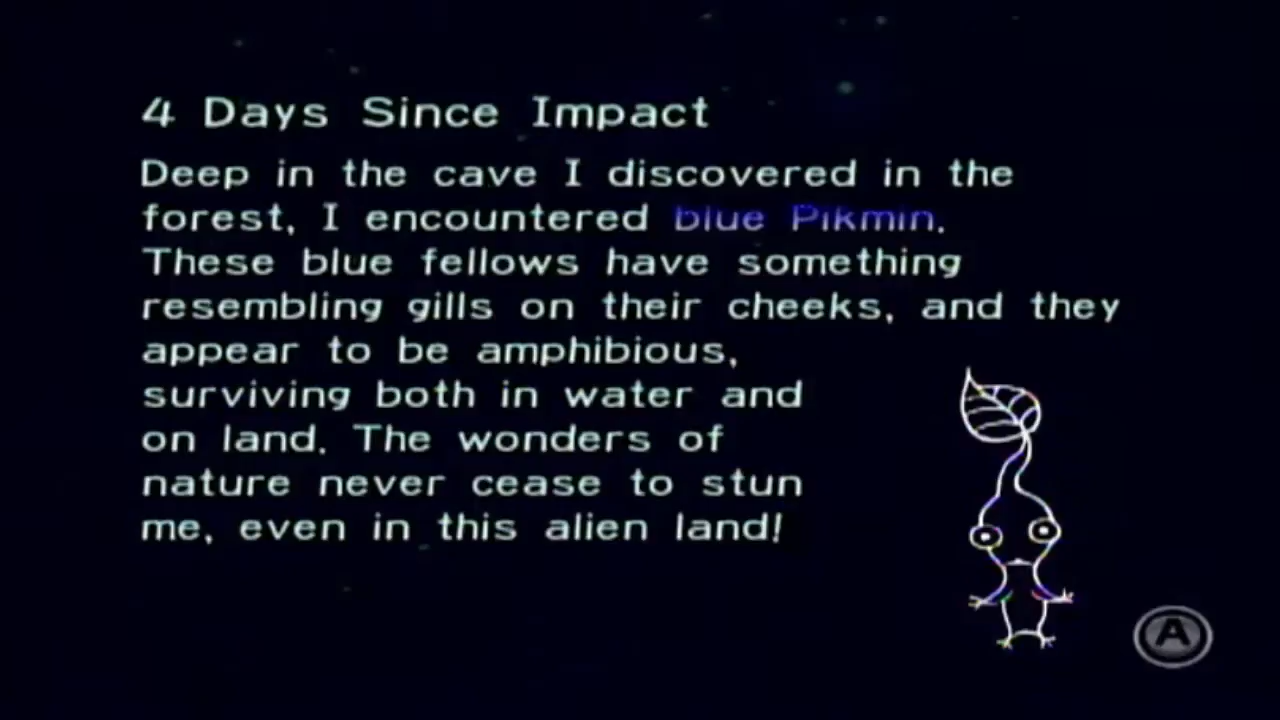 4 Days Since Impact
Deep in the cave I discovered in the
forest, I encountered blue Pikmin.
These blue fellows have something
resembling gills on their cheeks, and they
appear to be amphibious,
surviving both in water and
on land. The wonders of
nature never cease to stun
me, even in this alien land!
A